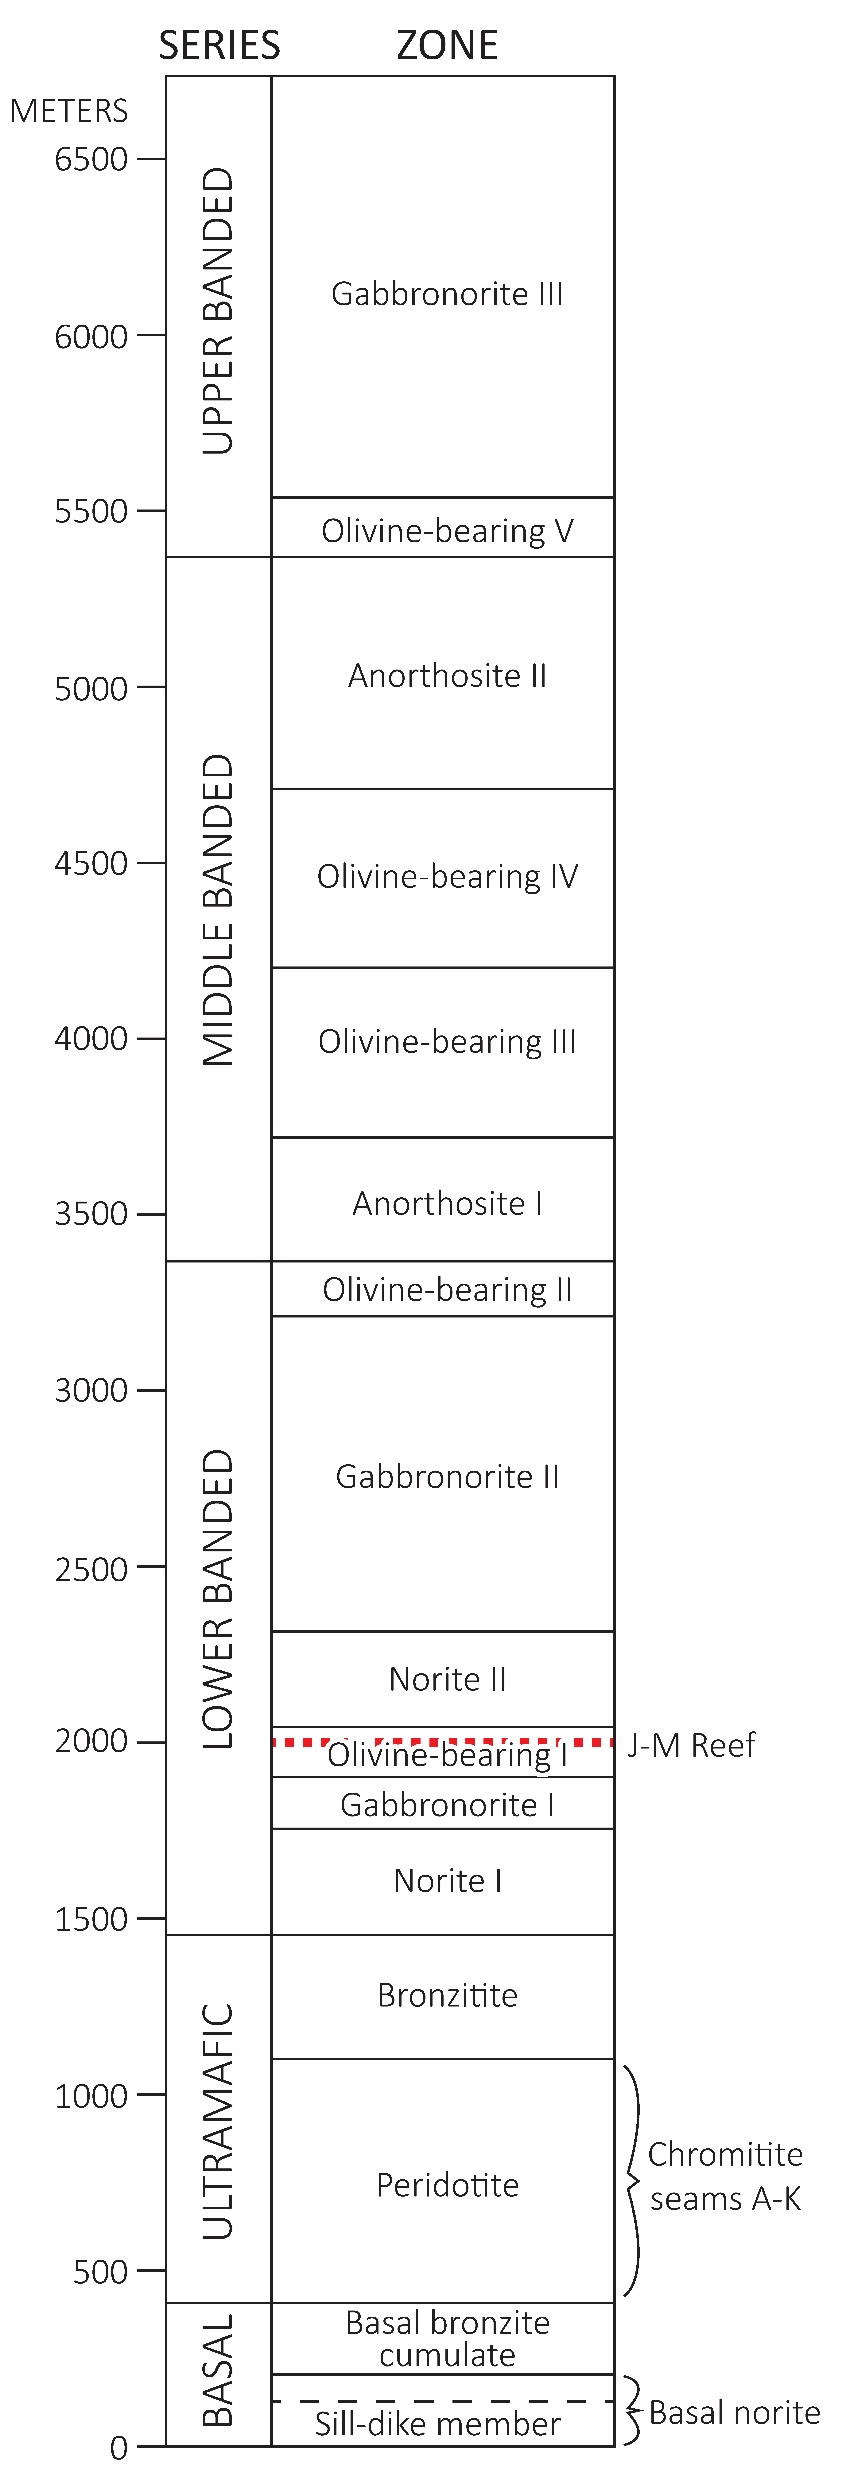 SERIES ZONE
METERS
6500
UPPER BANDED
Gabbronorite III
6000
5500
Olivine-bearing V
MIDDLE BANDED
Anorthosite II
5000
4500
Olivine-bearing IV
4000
Olivine-bearing III
3500
Anorthosite I
LOWER BANDED
Olivine-bearing II
3000
Gabbronorite II
2500
Norite II
2000
Olivine-bearing I
J-M Reef
Gabbronorite I
Norite I
1500
ULTRAMAFIC
Bronzitite
1000
Peridotite
Chromitite
seams A-K
500
BASAL
Basal bronzite
cumulate
Sill-dike member
Basal norite
0